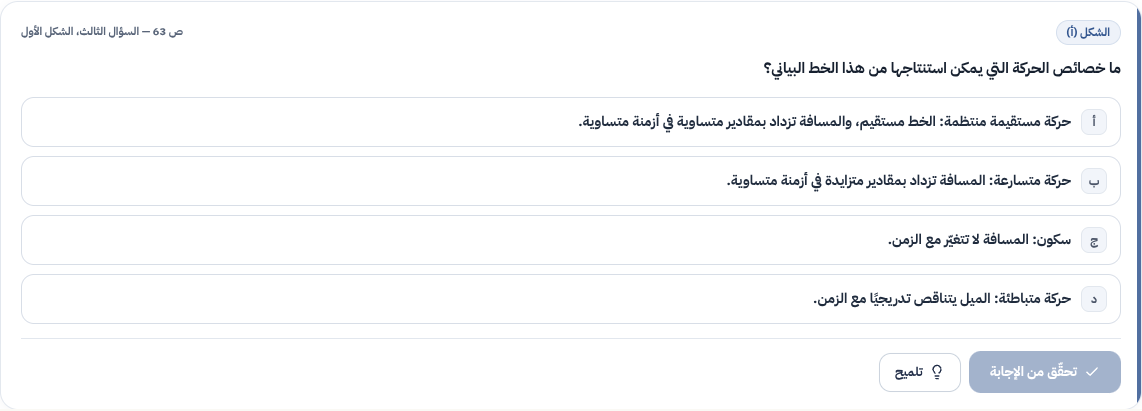 الشكل (أ)
ص 63 – السؤال الثالث، الشكل الأول
ما خصائص الحركة التي يمكن استنتاجها من هذا الخط البياني؟
أ
حركة مستقيمة منتظمة: الخط مستقيم، والمسافة تزداد بمقادير متساوية في أزمنة متساوية.
ب
حركة متسارعة: المسافة تزداد بمقادير متزايدة في أزمنة متساوية.
ج
سكون: المسافة لا تتغيّر مع الزمن.
د
حركة متباطئة: الميل يتناقص تدريجيًا مع الزمن.
تحقّق من الإجابة
تلميح